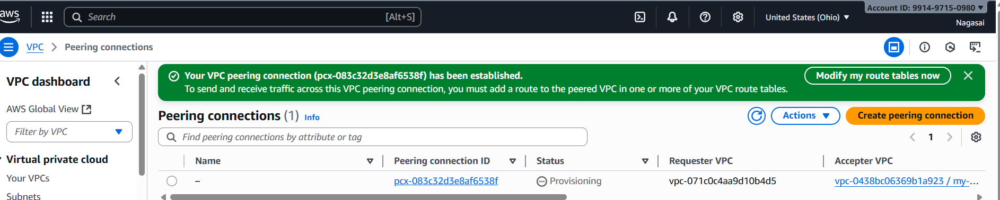 aws
Search
[Alt+S]
United States (Ohio)
Account ID: 9914-9715-0980
Nagasai
VPC
Peering connections
VPC dashboard
AWS Global View
Filter by VPC
Virtual private cloud
Your VPCs
Subnets
Your VPC peering connection (pcx-083c32d3e8af6538f) has been established.
To send and receive traffic across this VPC peering connection, you must add a route to the peered VPC in one or more of your VPC route tables.
Modify my route tables now
Peering connections (1) Info
Actions
Create peering connection
Find peering connections by attribute or tag
1
Name Peering connection ID Status Requester VPC Accepter VPC
– pcx-083c32d3e8af6538f Provisioning vpc-071c0c4aa9d10b4d5 vpc-0438bc06369b1a923 / my-...